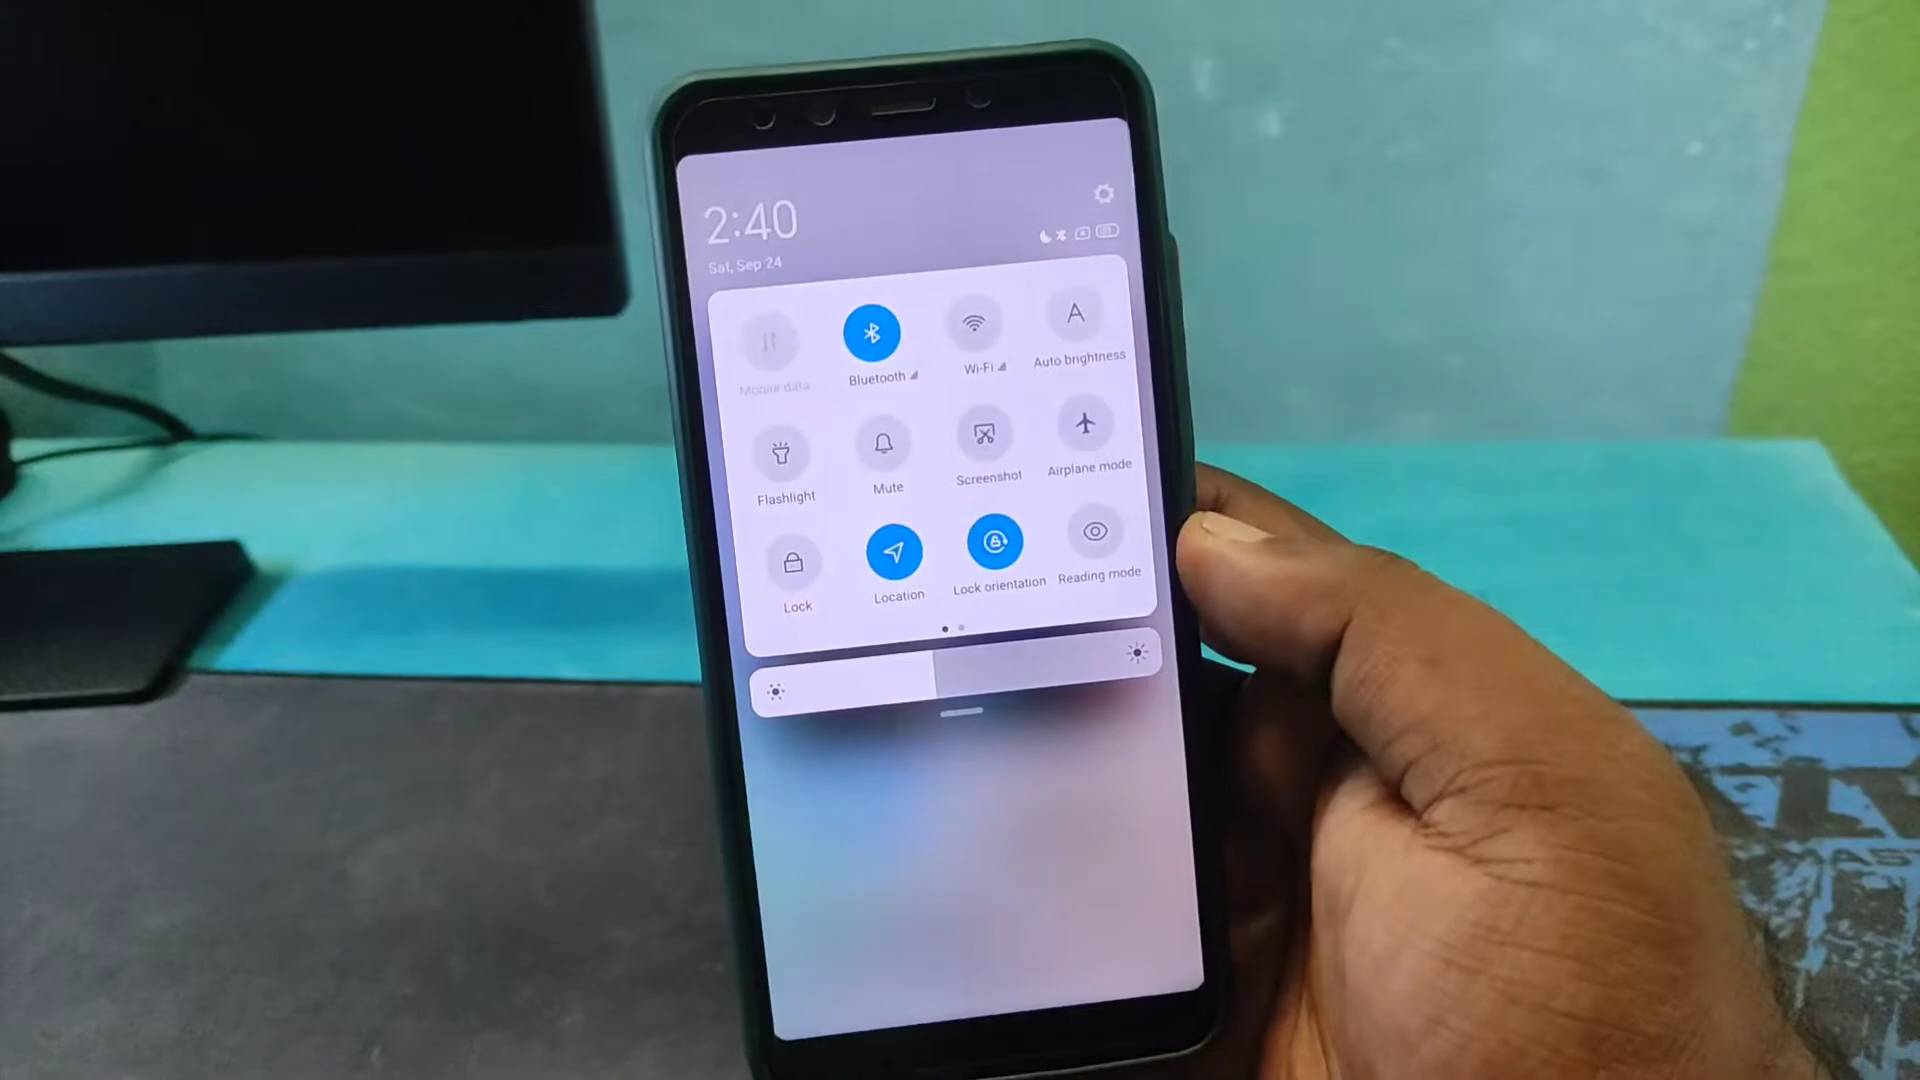 2:40
Sat, Sep 24
Mobile data
Bluetooth
Wi-Fi
Auto brightness
Flashlight
Mute
Screenshot
Airplane mode
Lock
Location
Lock orientation
Reading mode